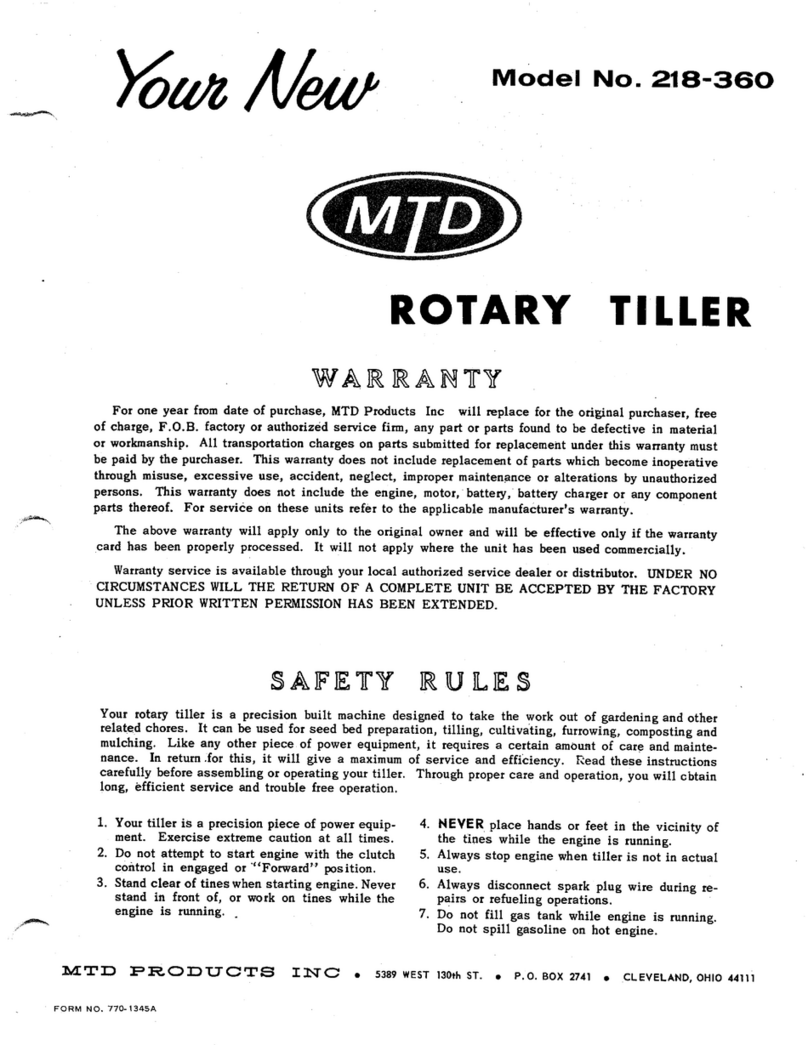 Your New
Model No. 218-360
MTD
ROTARY TILLER
WARRANTY
For one year from date of purchase, MTD Products Inc will replace for the original purchaser, free
of charge, F.O.B. factory or authorized service firm, any part or parts found to be defective in material
or workmanship. All transportation charges on parts submitted for replacement under this warranty must
be paid by the purchaser. This warranty does not include replacement of parts which become inoperative
through misuse, excessive use, accident, neglect, improper maintenance or alterations by unauthorized
persons. This warranty does not include the engine, motor, battery, battery charger or any component
parts thereof. For service on these units refer to the applicable manufacturer's warranty.
The above warranty will apply only to the original owner and will be effective only if the warranty
card has been properly processed. It will not apply where the unit has been used commercially.
Warranty service is available through your local authorized service dealer or distributor. UNDER NO
CIRCUMSTANCES WILL THE RETURN OF A COMPLETE UNIT BE ACCEPTED BY THE FACTORY
UNLESS PRIOR WRITTEN PERMISSION HAS BEEN EXTENDED.
SAFETY RULES
Your rotary tiller is a precision built machine designed to take the work out of gardening and other
related chores. It can be used for seed bed preparation, tilling, cultivating, furrowing, composting and
mulching. Like any other piece of power equipment, it requires a certain amount of care and mainte-
nance. In return for this, it will give a maximum of service and efficiency. Read these instructions
carefully before assembling or operating your tiller. Through proper care and operation, you will obtain
long, efficient service and trouble free operation.
1. Your tiller is a precision piece of power equip-
ment. Exercise extreme caution at all times.
2. Do not attempt to start engine with the clutch
control in engaged or "Forward" position.
3. Stand clear of tines when starting engine. Never
stand in front of, or work on tines while the
engine is running.
4. NEVER place hands or feet in the vicinity of
the tines while the engine is running.
5. Always stop engine when tiller is not in actual
use.
6. Always disconnect spark plug wire during re-
pairs or refueling operations.
7. Do not fill gas tank while engine is running.
Do not spill gasoline on hot engine.
MTD PRODUCTS INC • 5389 WEST 130th ST. • P.O. BOX 2741 • CLEVELAND, OHIO 44111
FORM NO. 770-1345A